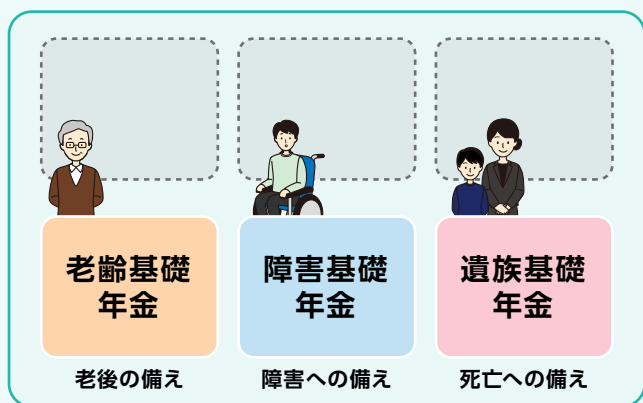 老齢基礎
年金
障害基礎
年金
遺族基礎
年金
老後の備え
障害への備え
死亡への備え